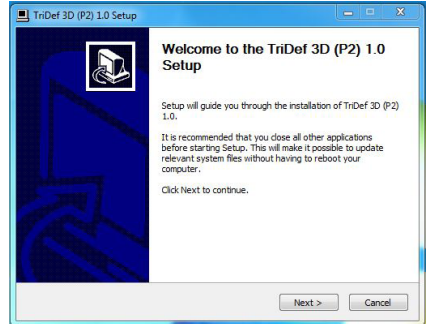 TriDef 3D (P2) 1.0 Setup
Welcome to the TriDef 3D (P2) 1.0
Setup
Setup will guide you through the installation of TriDef 3D (P2)
1.0.
It is recommended that you close all other applications
before starting Setup. This will make it possible to update
relevant system files without having to reboot your
computer.
Click Next to continue.
Next >
Cancel